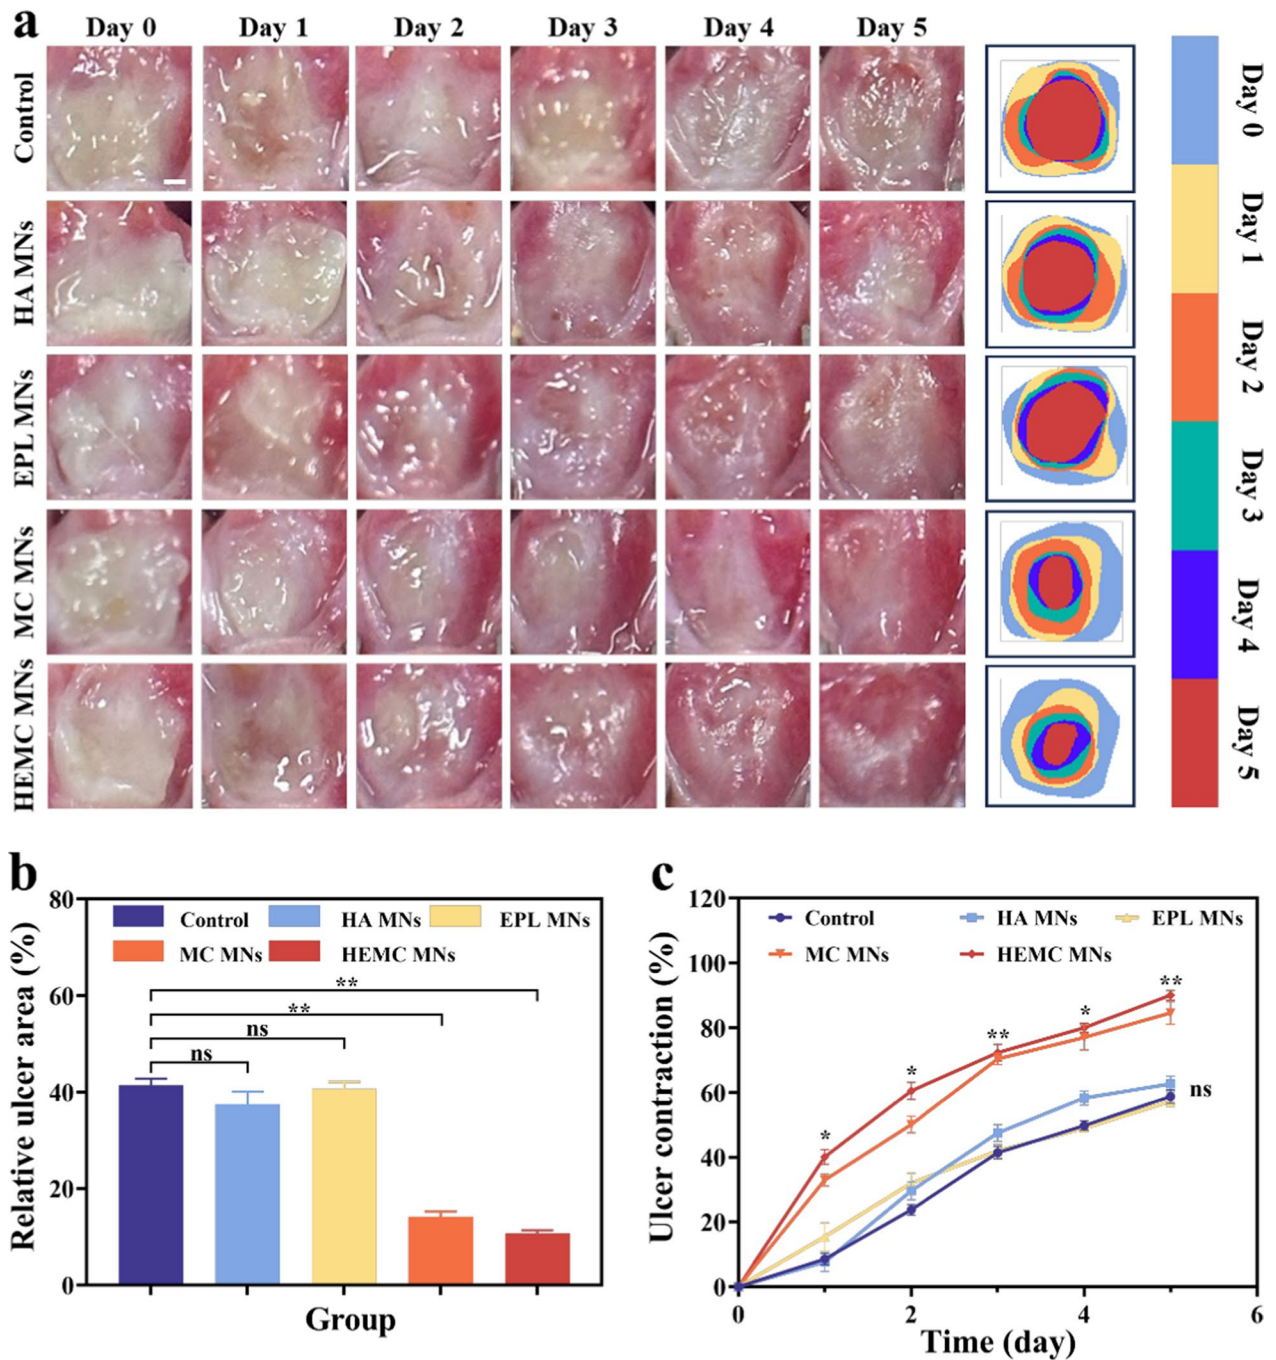 a
Day 0 Day 1 Day 2 Day 3 Day 4 Day 5
Control
HA MNs
EPL MNs
MC MNs
HEMC MNs
Day 0
Day 1
Day 2
Day 3
Day 4
Day 5
b
Relative ulcer area (%)
80
60
40
20
0
Control HA MNs EPL MNs
MC MNs HEMC MNs
**
**
ns
ns
Group
c
Ulcer contraction (%)
120
100
80
60
40
20
0
Control HA MNs EPL MNs
MC MNs HEMC MNs
*
*
**
*
**
ns
0 2 4 6
Time (day)